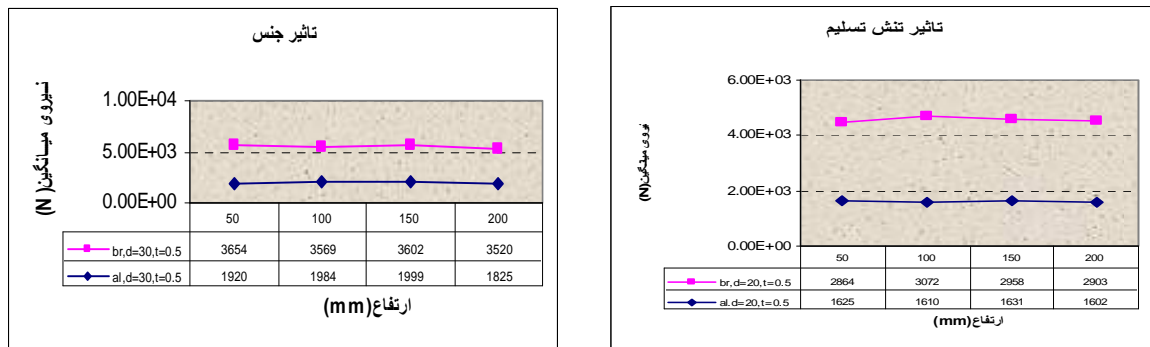 تاثیر جنس
نیروی میانگین(N)
1.00E+04
5.00E+03
0.00E+00
50 100 150 200
br,d=30,t=0.5 3654 3569 3602 3520
al,d=30,t=0.5 1920 1984 1999 1825
ارتفاع(mm)
تاثیر تنش تسلیم
نیروی میانگین(N)
6.00E+03
4.00E+03
2.00E+03
0.00E+00
50 100 150 200
br,d=20,t=0.5 2864 3072 2958 2903
al.d=20,t=0.5 1625 1610 1631 1602
ارتفاع(mm)